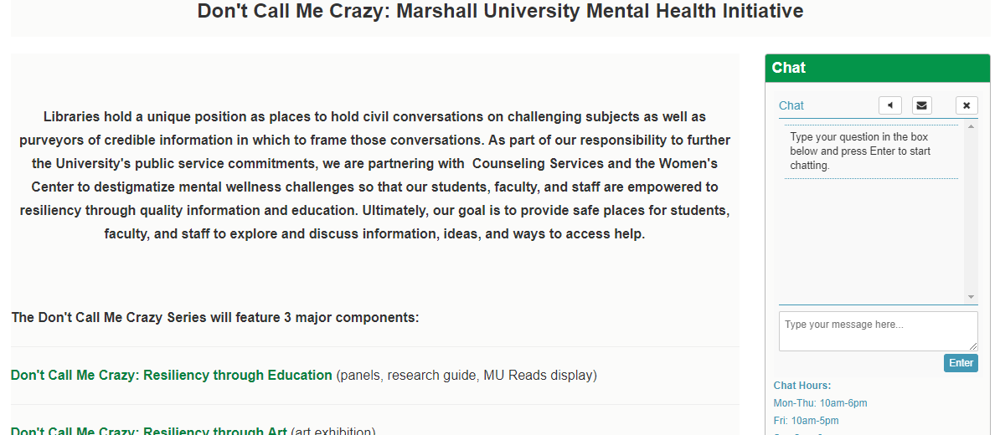 Don't Call Me Crazy: Marshall University Mental Health Initiative
Libraries hold a unique position as places to hold civil conversations on challenging subjects as well as
purveyors of credible information in which to frame those conversations. As part of our responsibility to further
the University's public service commitments, we are partnering with  Counseling Services and the Women's
Center to destigmatize mental wellness challenges so that our students, faculty, and staff are empowered to
resiliency through quality information and education. Ultimately, our goal is to provide safe places for students,
faculty, and staff to explore and discuss information, ideas, and ways to access help.
The Don't Call Me Crazy Series will feature 3 major components:
Don't Call Me Crazy: Resiliency through Education (panels, research guide, MU Reads display)
Don't Call Me Crazy: Resiliency through Art (art exhibition)
Chat
Chat
Type your question in the box
below and press Enter to start
chatting.
Type your message here...
Enter
Chat Hours:
Mon-Thu: 10am-6pm
Fri: 10am-5pm